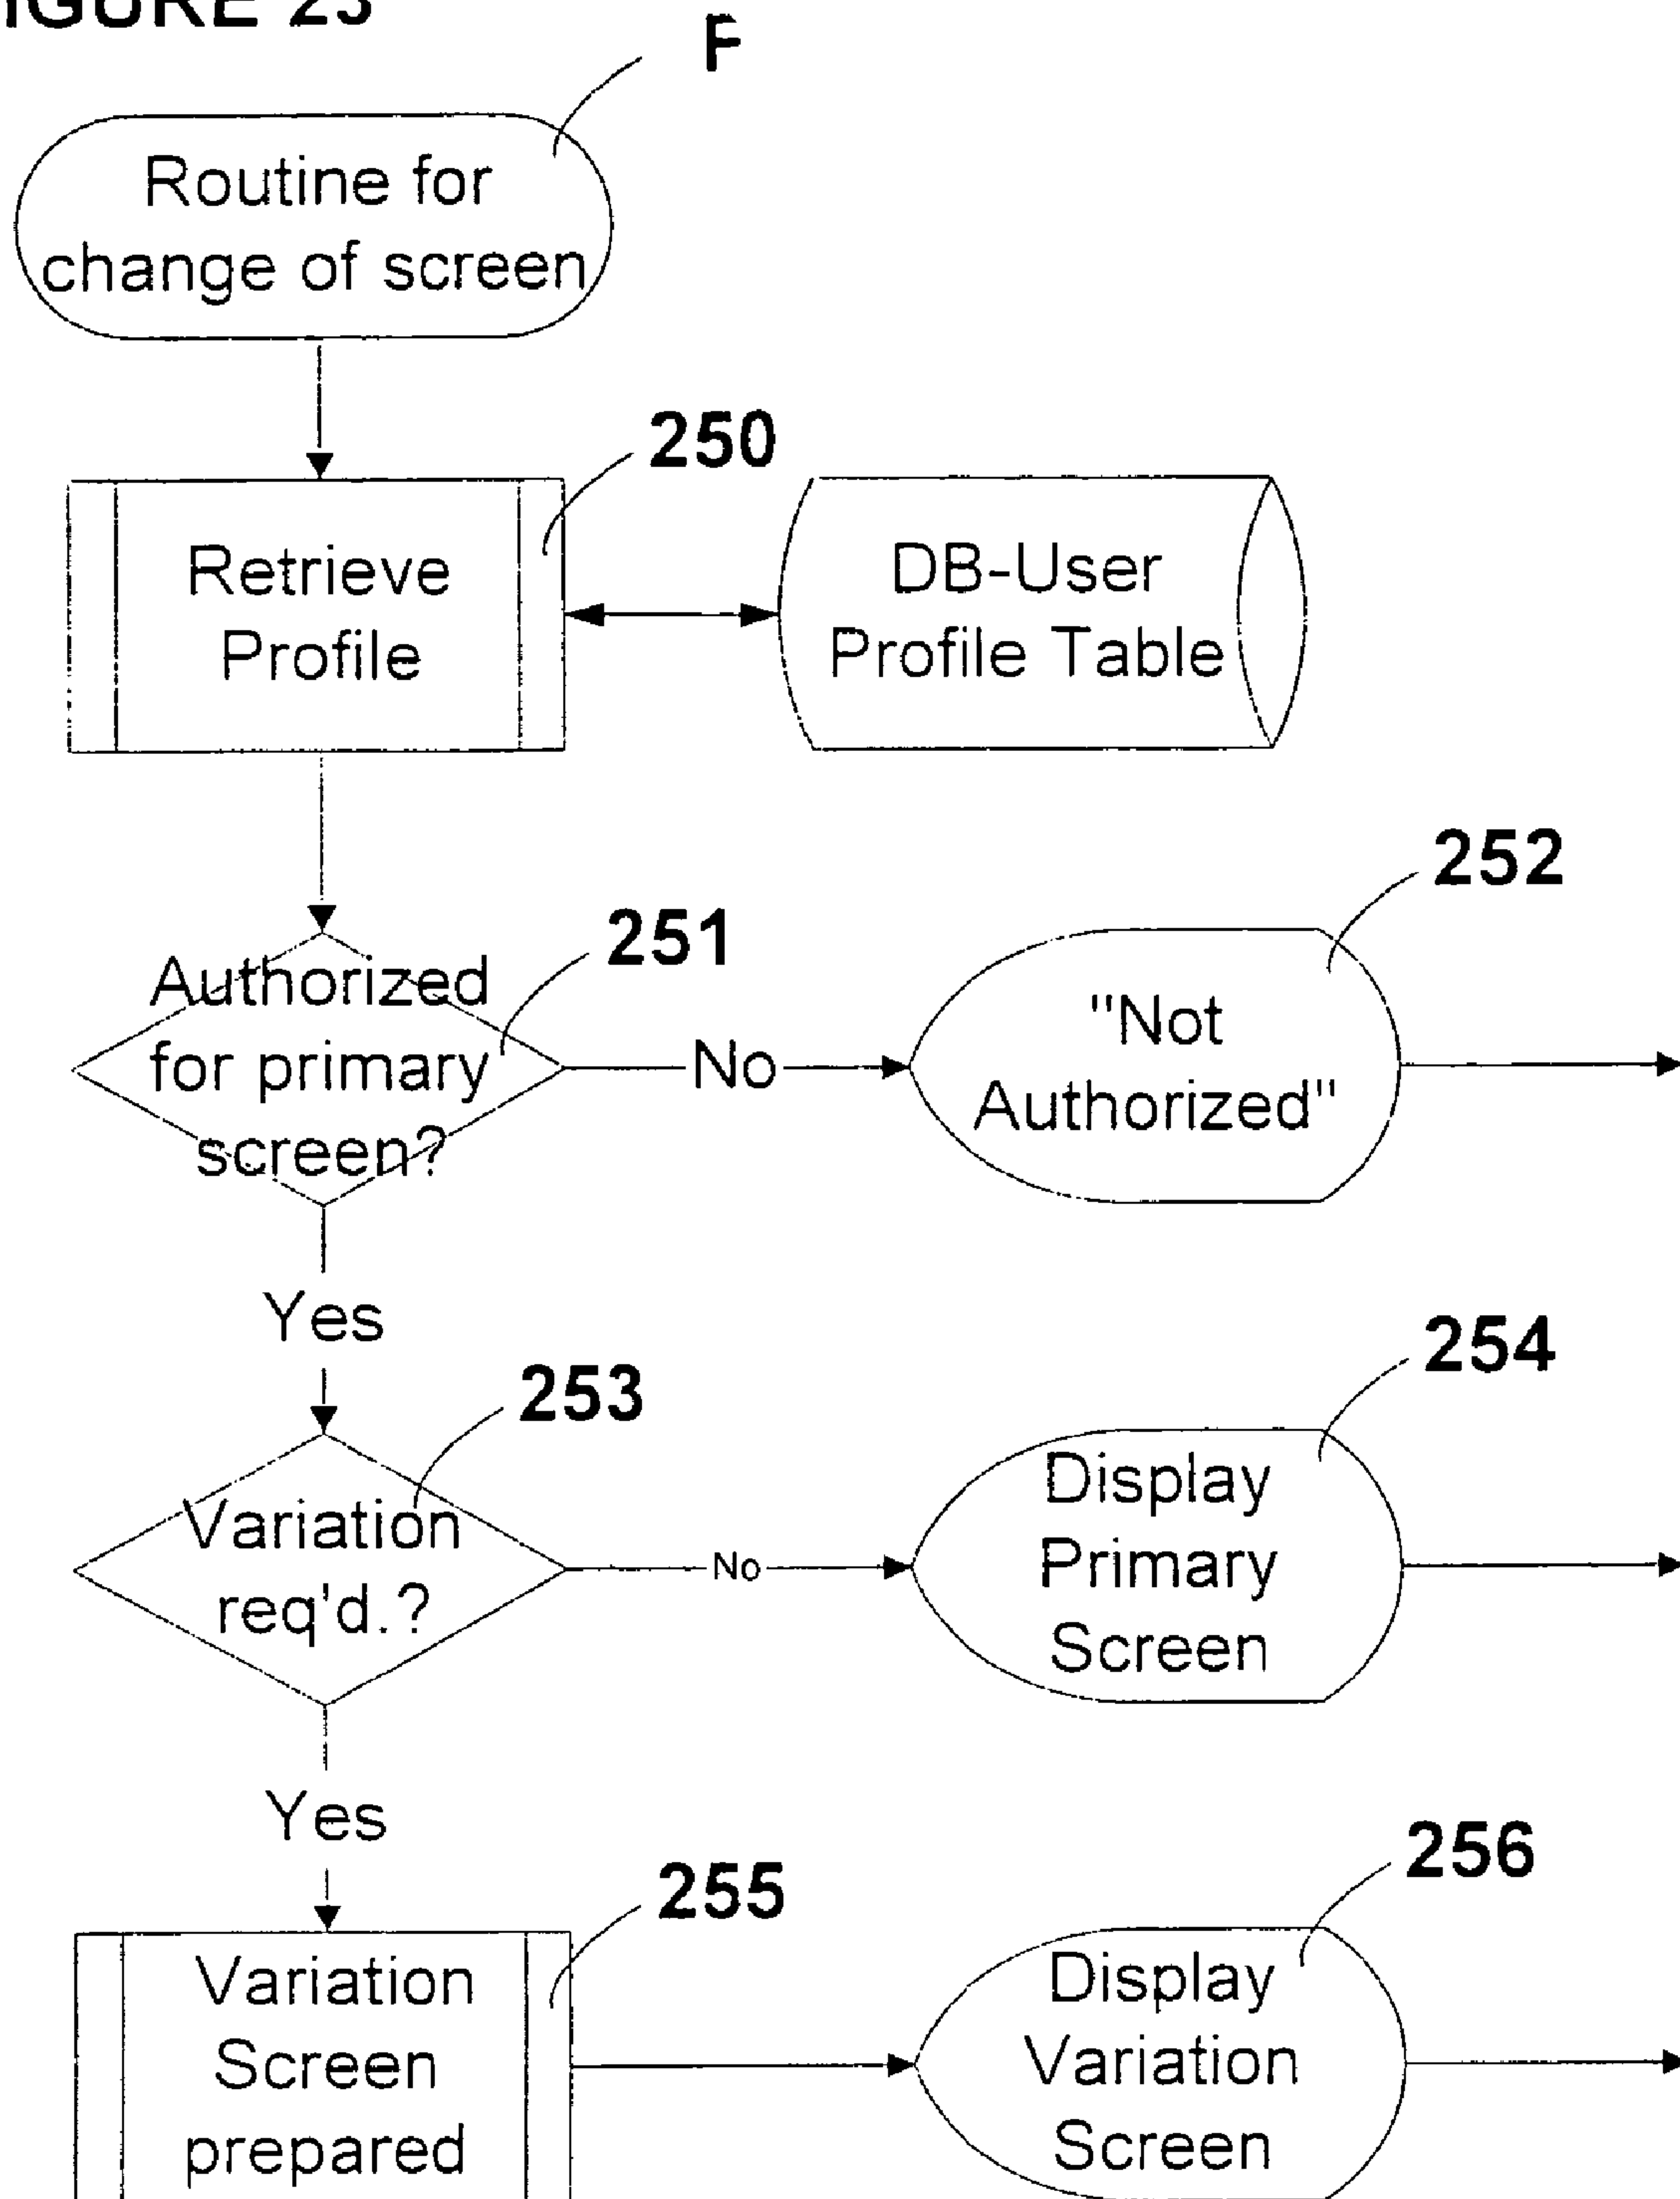 FIGURE 23
F
Routine for
change of screen
250
Retrieve
Profile
DB-User
Profile Table
251
Authorized
for primary
screen?
No
252
"Not
Authorized"
Yes
253
Variation
req'd.?
No
254
Display
Primary
Screen
Yes
255
Variation
Screen
prepared
256
Display
Variation
Screen